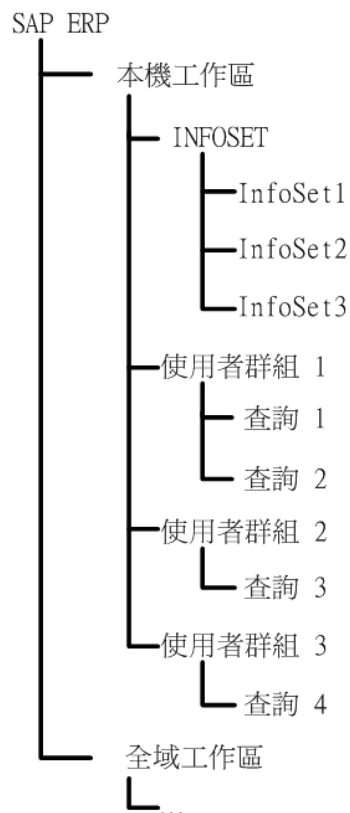 SAP ERP
本機工作區
INFOSET
InfoSet1
InfoSet2
InfoSet3
使用者群組 1
查詢 1
查詢 2
使用者群組 2
查詢 3
使用者群組 3
查詢 4
全域工作區
...